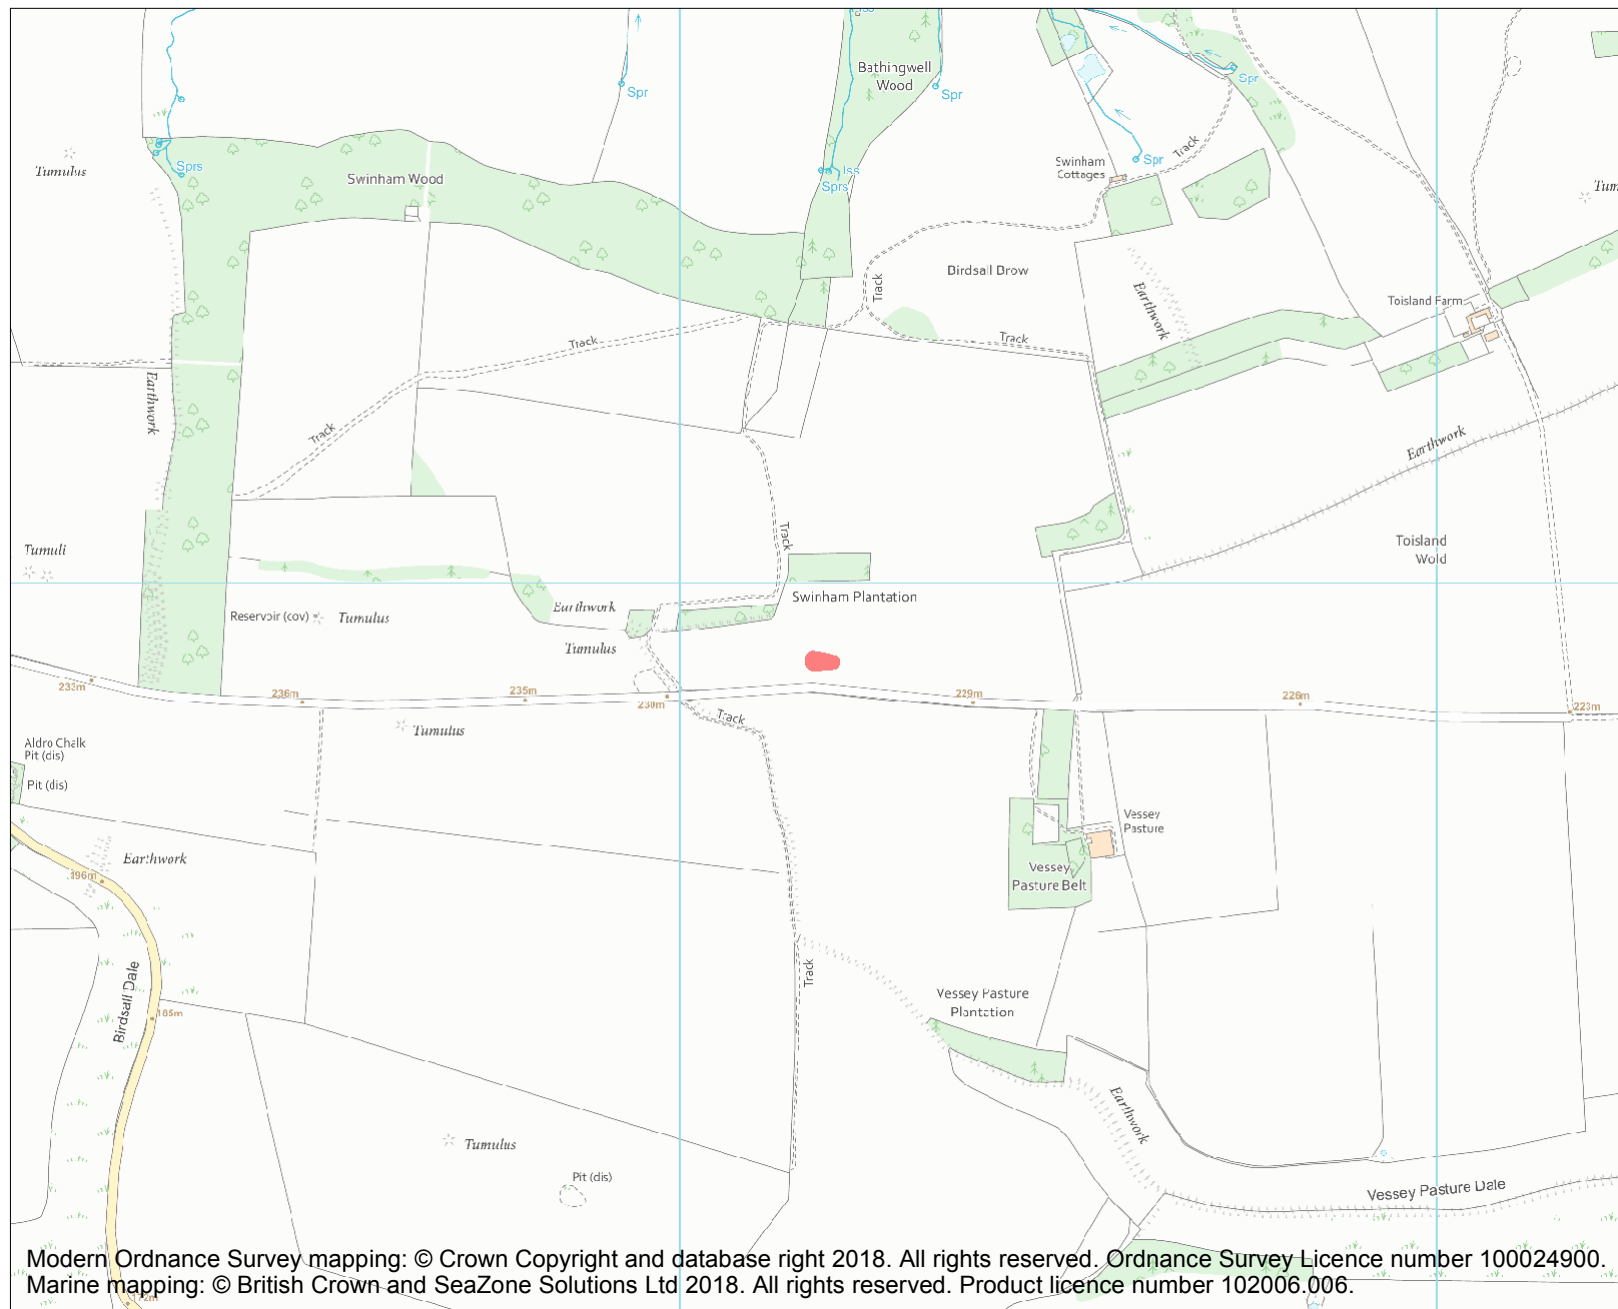 Iss
Bathingwell
Wood
Spr
Spr
Spr
Tumulus
Sprs
Swinham Wood
Iss
Sprs
Swinham
Cottages
Spr
Track
Track
Birdsall Brow
Earthwork
Toisland Farm
Track
Track
Earthwork
Track
Earthwork
Track
Toisland
Wold
Tumuli
Swinham Plantation
Reservoir (cov)
Tumulus
Earthwork
Tumulus
233m
236m
235m
230m
229m
228m
223m
Track
Tumulus
Aldro Chalk
Pit (dis)
Pit (dis)
Vessey
Pasture
Earthwork
196m
Vessey
Pasture Belt
Birdsall Dale
Track
Vessey Pasture
Plantation
185m
Earthwork
Tumulus
Pit (dis)
Vessey Pasture Dale
Modern Ordnance Survey mapping: © Crown Copyright and database right 2018. All rights reserved. Ordnance Survey Licence number 100024900.
Marine mapping: © British Crown and SeaZone Solutions Ltd 2018. All rights reserved. Product licence number 102006.006.